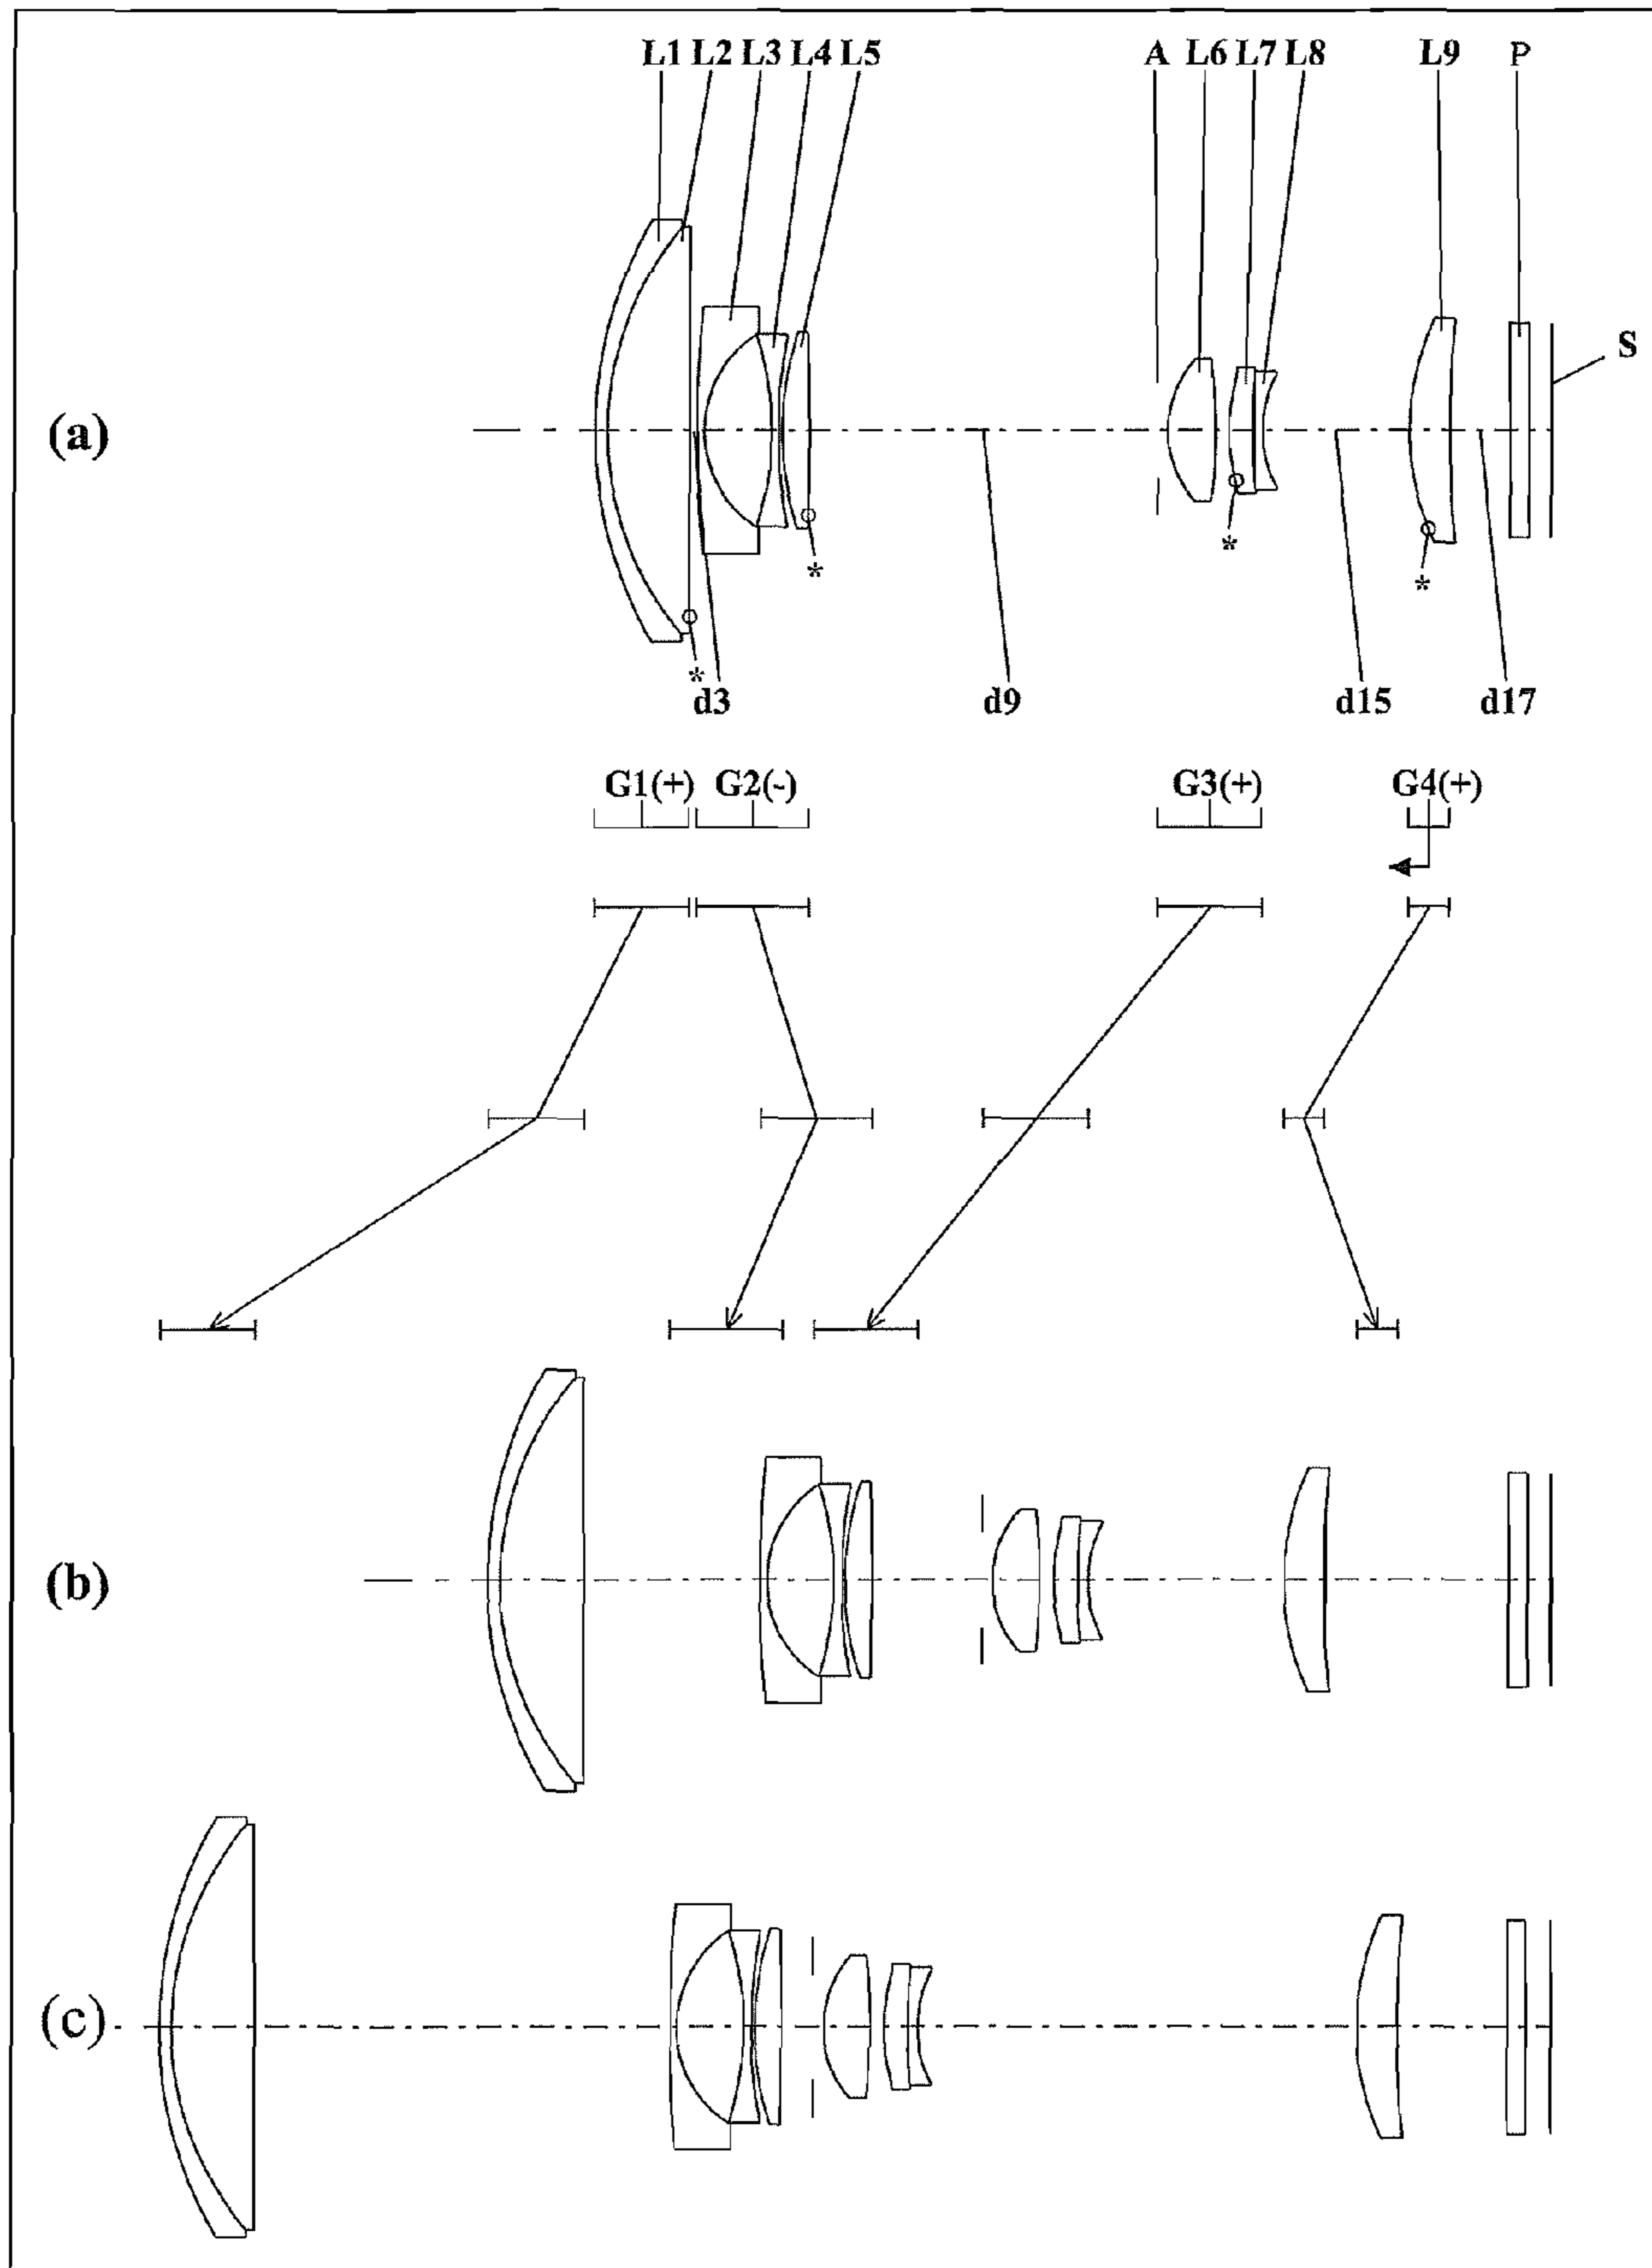 L1 L2 L3 L4 L5 A L6 L7 L8 L9 P
S
(a)
*
*
*
*
d3 d9 d15 d17
G1(+) G2(-) G3(+) G4(+)
(b)
(c)